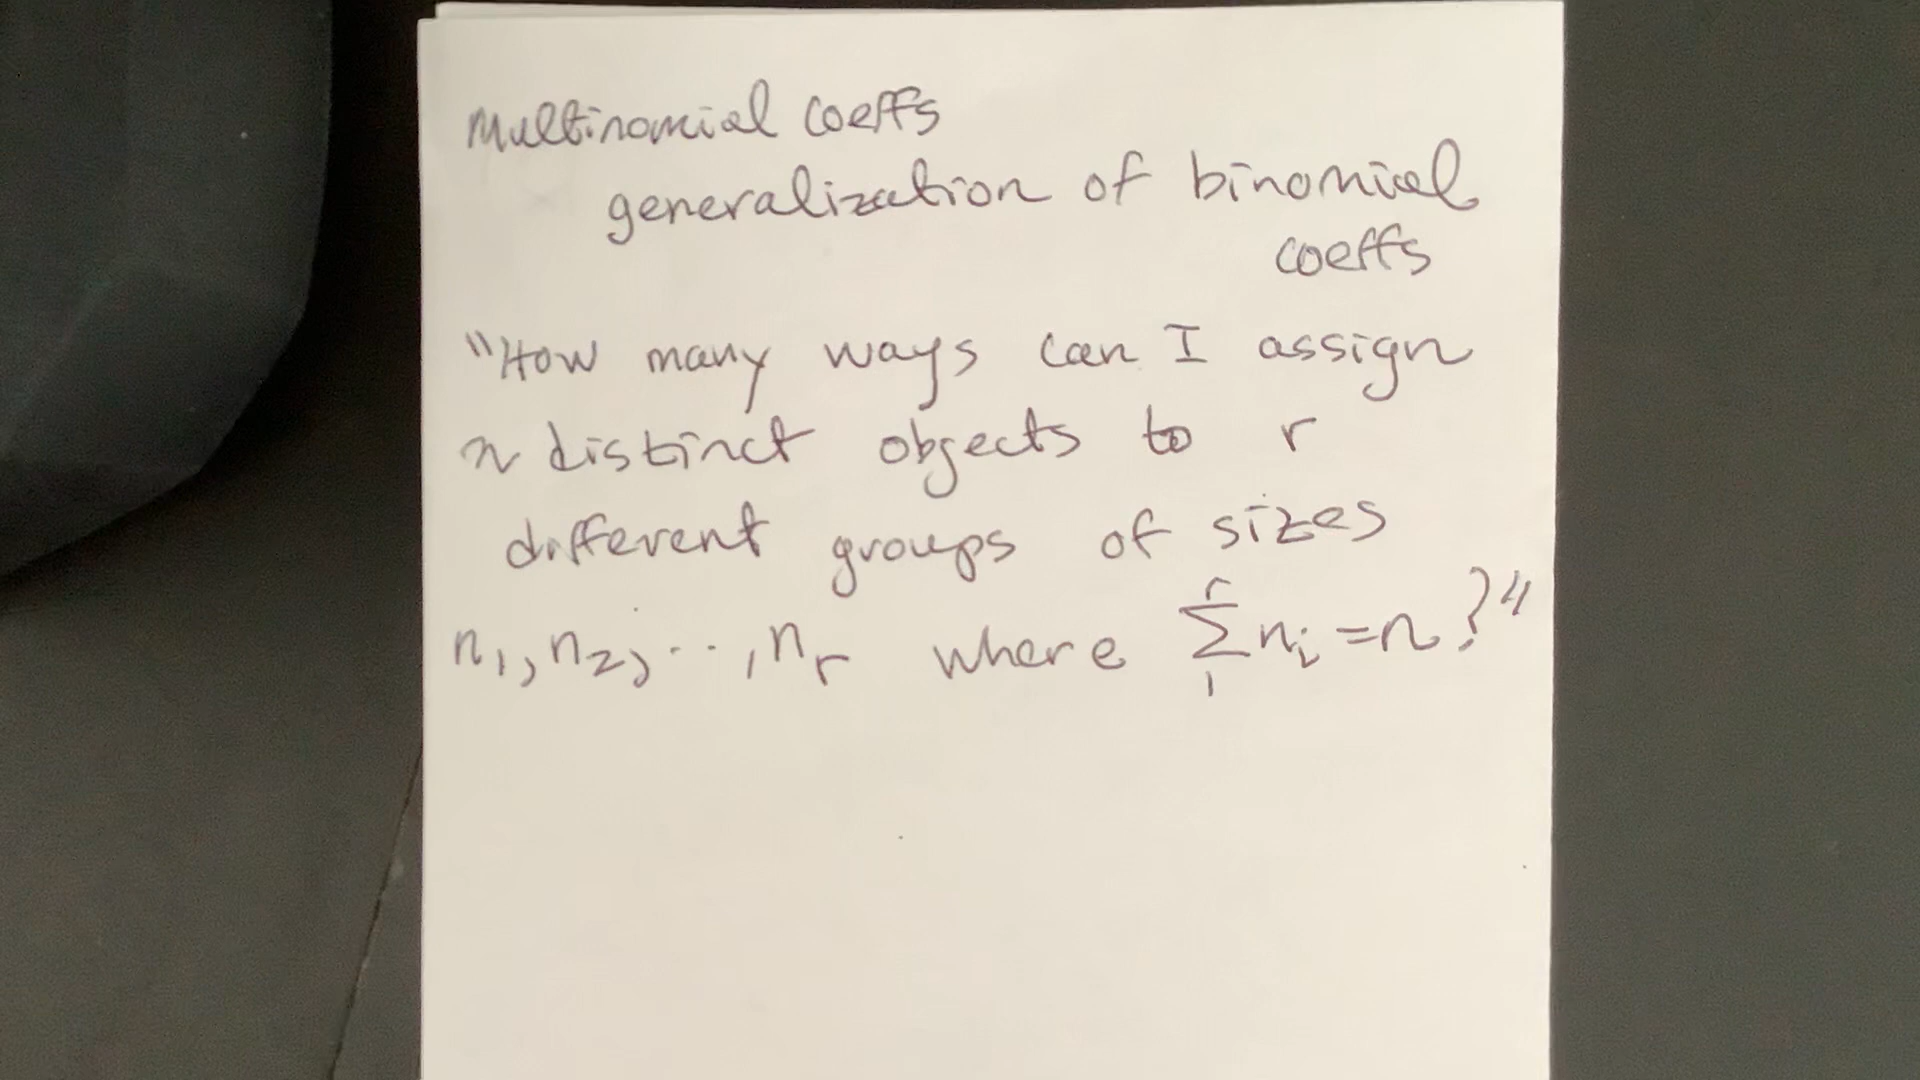 Multinomial coeffs
generalization of binomial
coeffs
"How many ways can I assign
n distinct objects to r
different groups of sizes
n₁, n₂, ..., nᵣ where ∑₁ʳ nᵢ = n?"